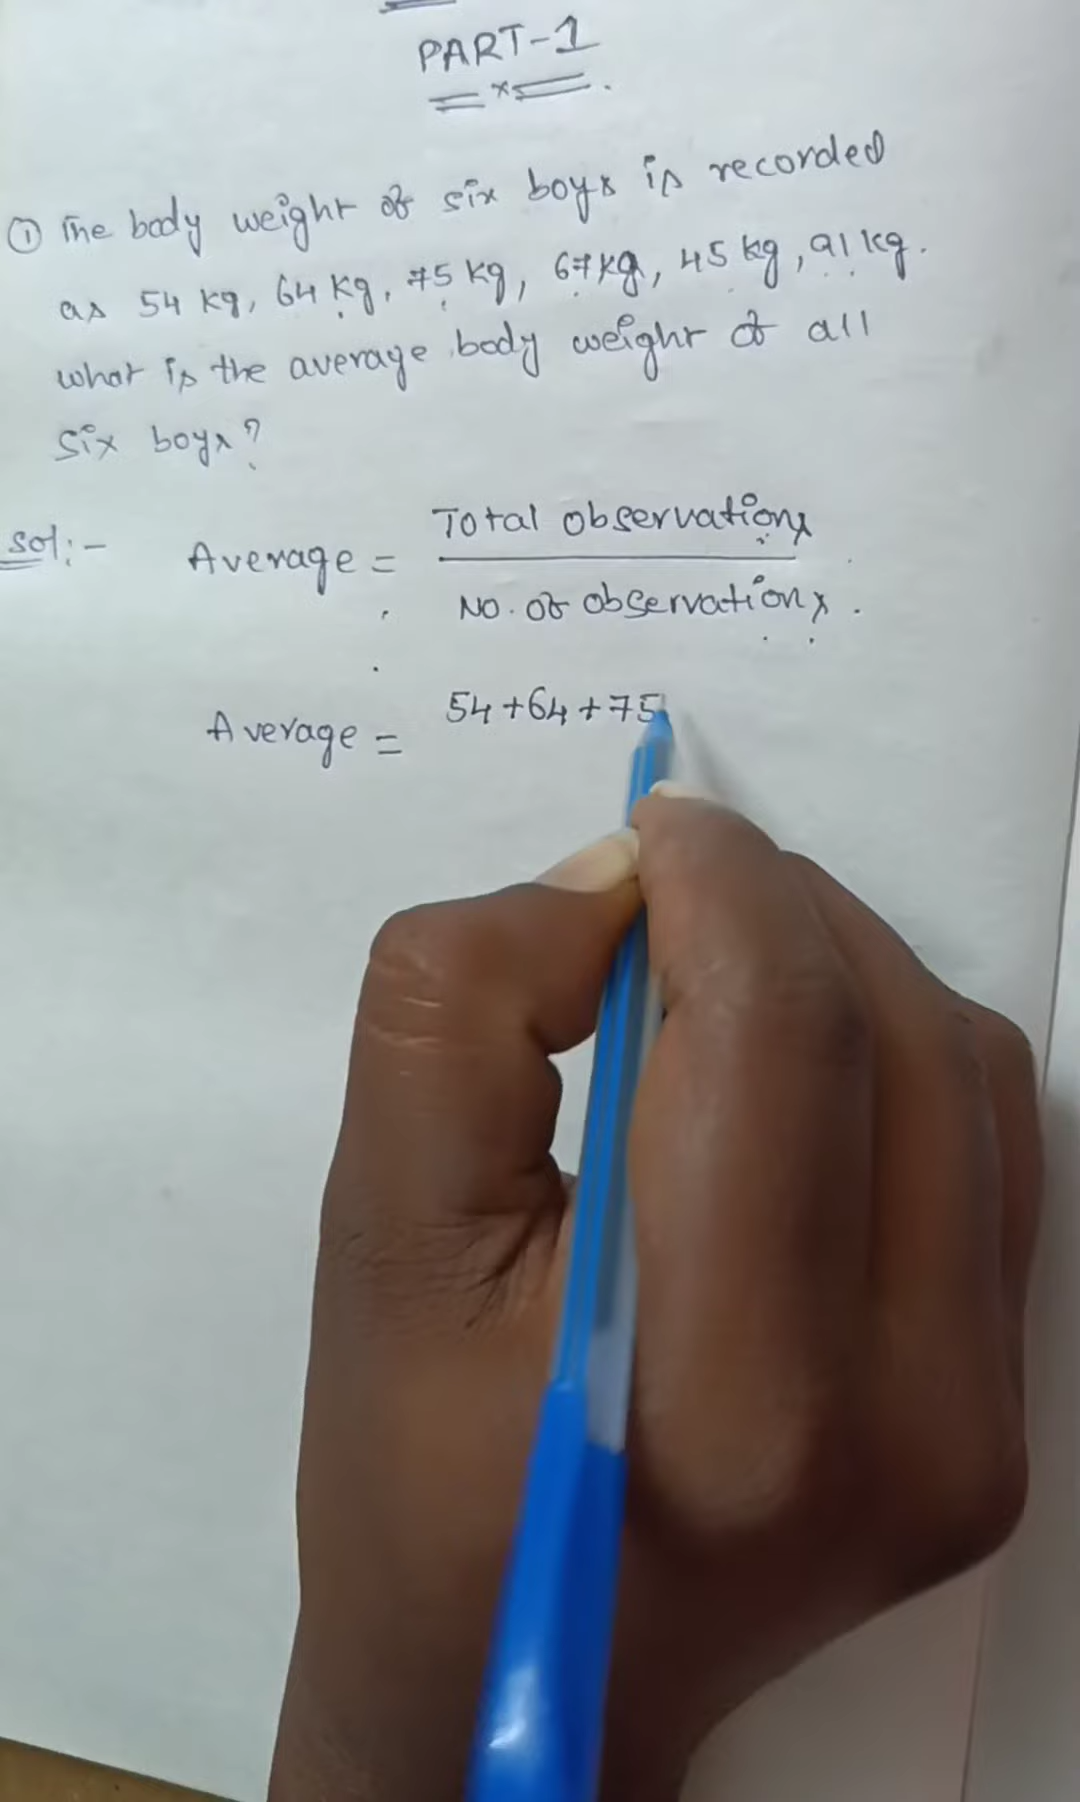 PART-1
① The body weight of six boys is recorded
as 54 kg, 64 kg, 75 kg, 67 kg, 45 kg, 91 kg.
what is the average body weight of all
six boys?
Sol:- Average = Total observations
No. of observations.
Average = 54+64+75